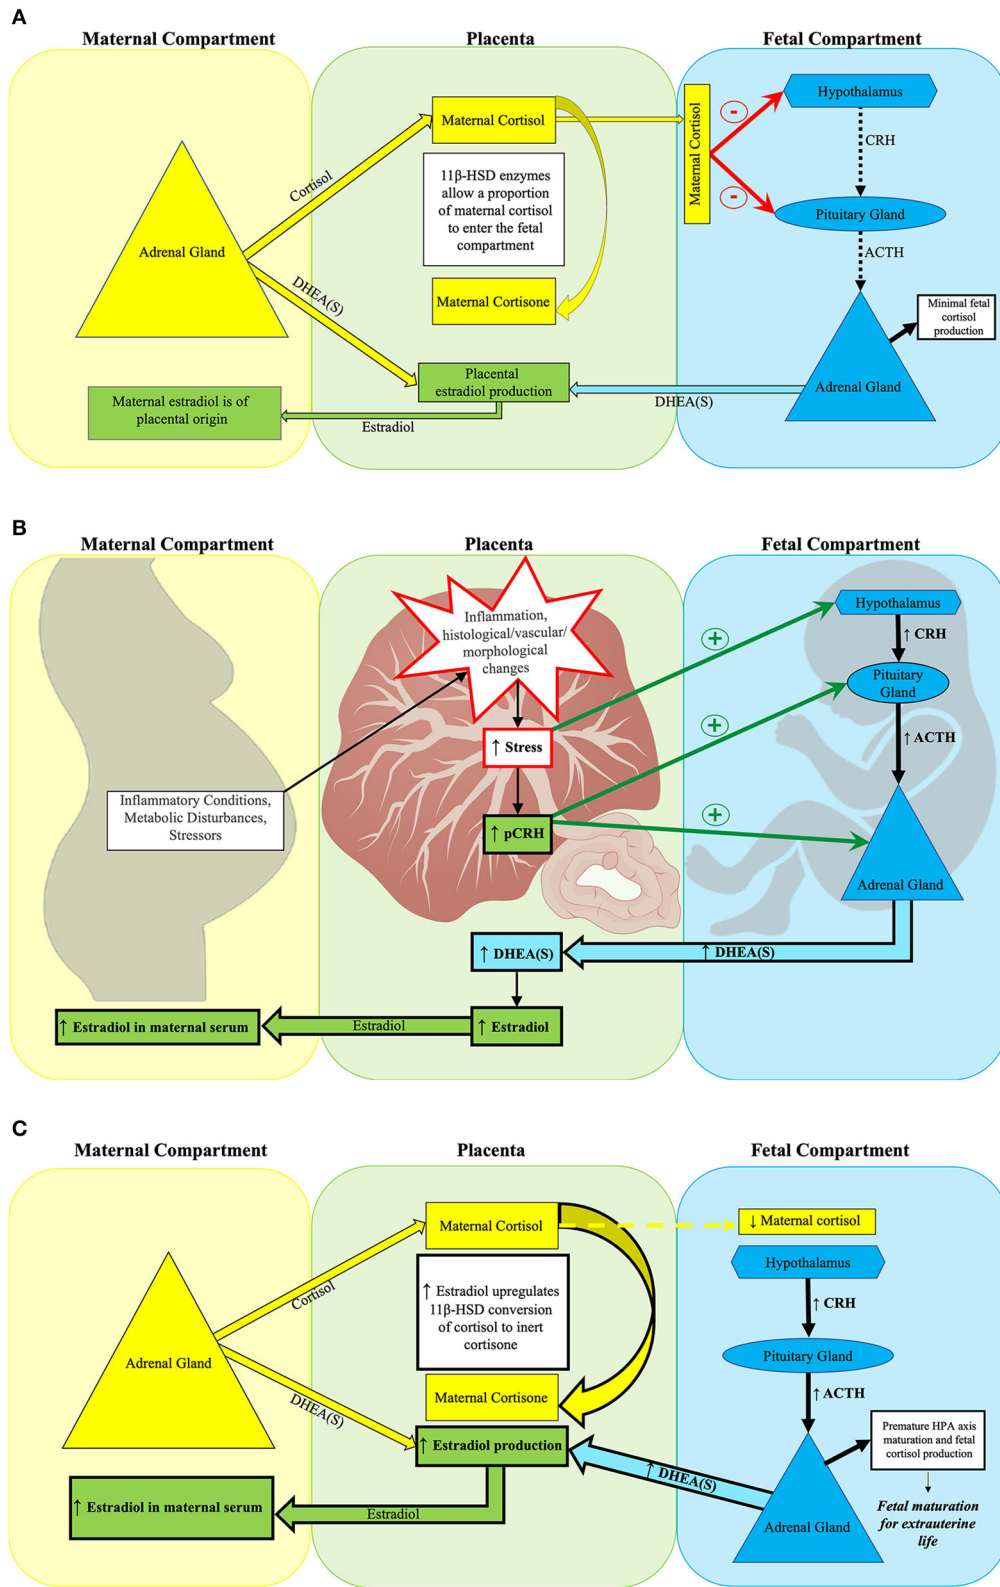 A
Maternal Compartment
Placenta
Fetal Compartment
Hypothalamus
Maternal Cortisol
Maternal Cortisol
-
CRH
Cortisol
11β-HSD enzymes
allow a proportion
of maternal cortisol
to enter the fetal
compartment
-
Pituitary Gland
Adrenal Gland
ACTH
DHEA(S)
Maternal Cortisone
Minimal fetal
cortisol
production
Placental
estradiol production
Adrenal Gland
DHEA(S)
Maternal estradiol is of
placental origin
Estradiol
B
Maternal Compartment
Placenta
Fetal Compartment
Inflammation,
histological/vascular/
morphological
changes
Hypothalamus
+
↑ CRH
Pituitary
Gland
+
↑ Stress
↑ ACTH
Inflammatory Conditions,
Metabolic Disturbances,
Stressors
+
↑ pCRH
Adrenal Gland
↑ DHEA(S)
↑ DHEA(S)
↑ Estradiol in maternal serum
Estradiol
↑ Estradiol
C
Maternal Compartment
Placenta
Fetal Compartment
Maternal Cortisol
↓ Maternal cortisol
Hypothalamus
Cortisol
↑ Estradiol upregulates
11β-HSD conversion
of cortisol to inert
cortisone
↑ CRH
Pituitary Gland
Adrenal Gland
↑ ACTH
DHEA(S)
Maternal Cortisone
Premature HPA axis
maturation and fetal
cortisol production
↑ Estradiol production
↑ DHEA(S)
↑ Estradiol in maternal serum
Estradiol
Adrenal Gland
Fetal maturation
for extrauterine
life